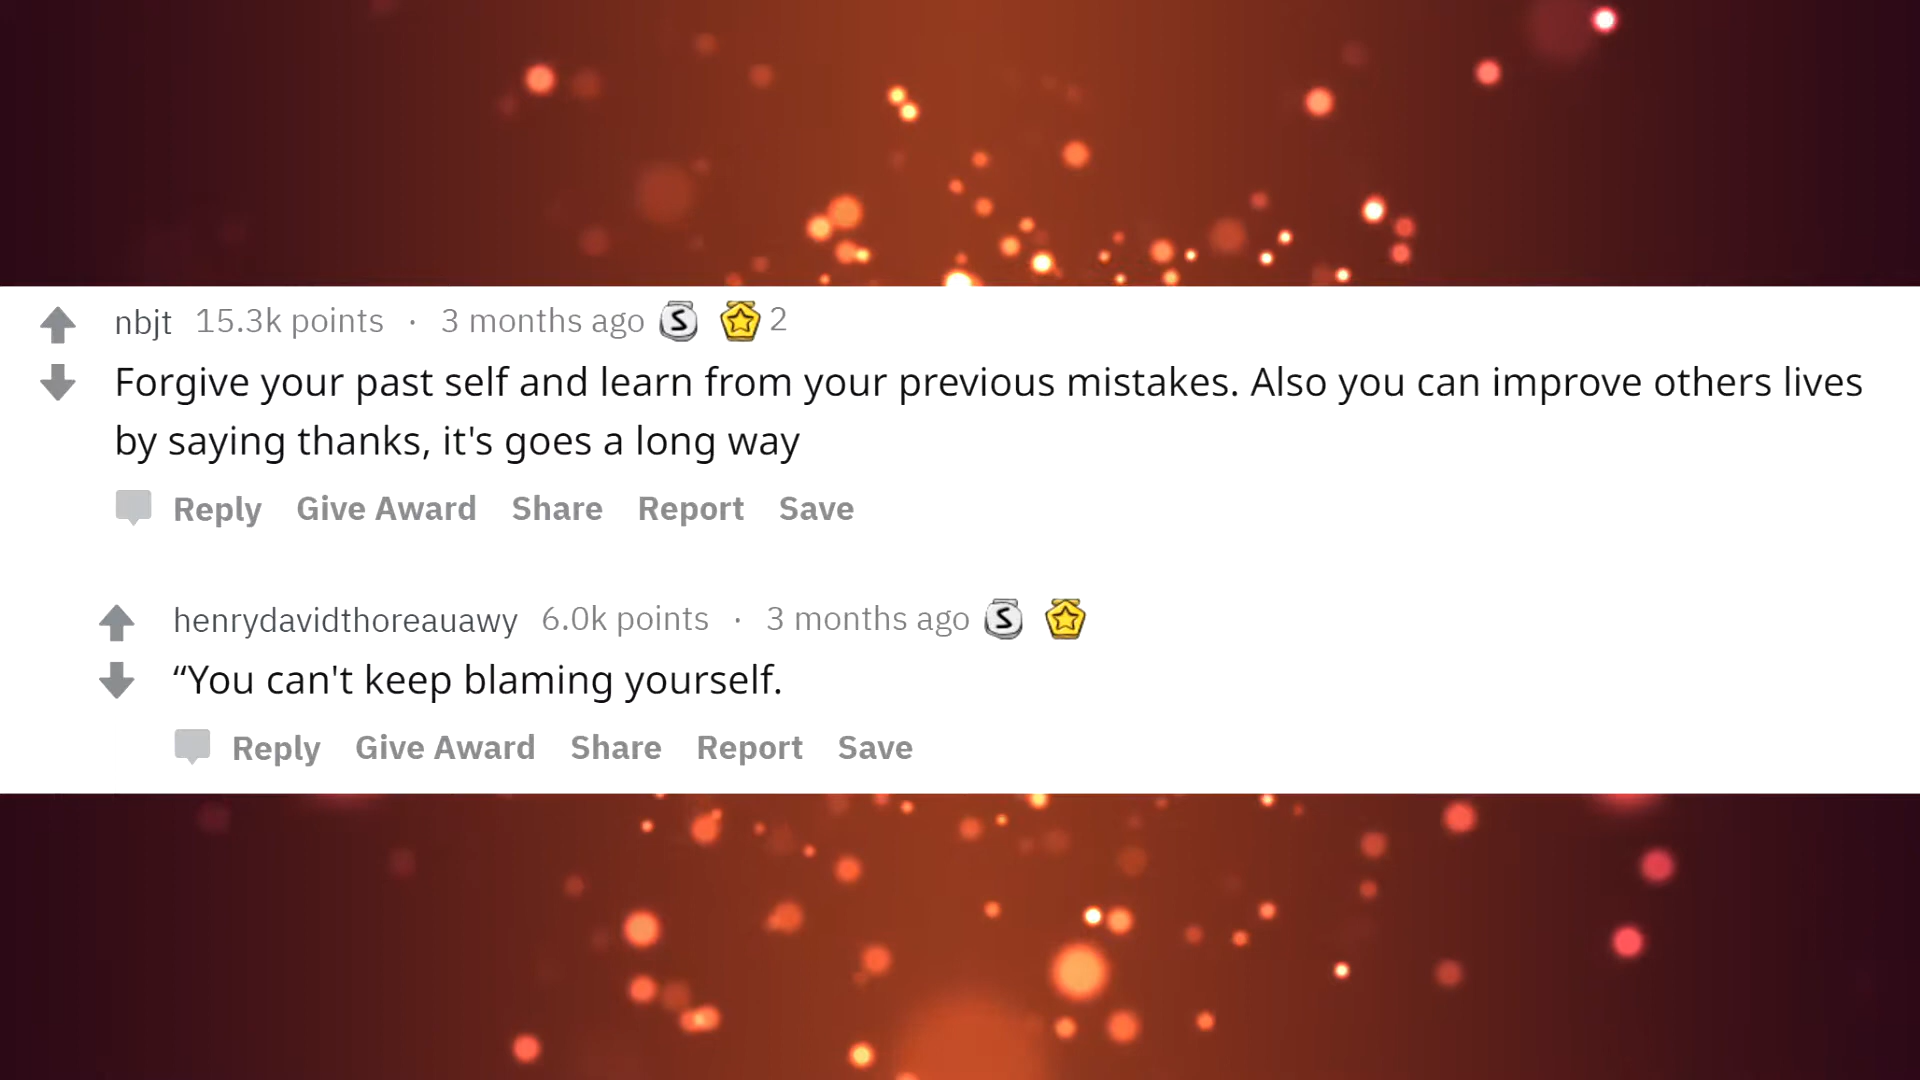 nbjt 15.3k points · 3 months ago S 2
Forgive your past self and learn from your previous mistakes. Also you can improve others lives
by saying thanks, it's goes a long way
Reply Give Award Share Report Save
henrydavidthoreauawy 6.0k points · 3 months ago S
“You can't keep blaming yourself.
Reply Give Award Share Report Save